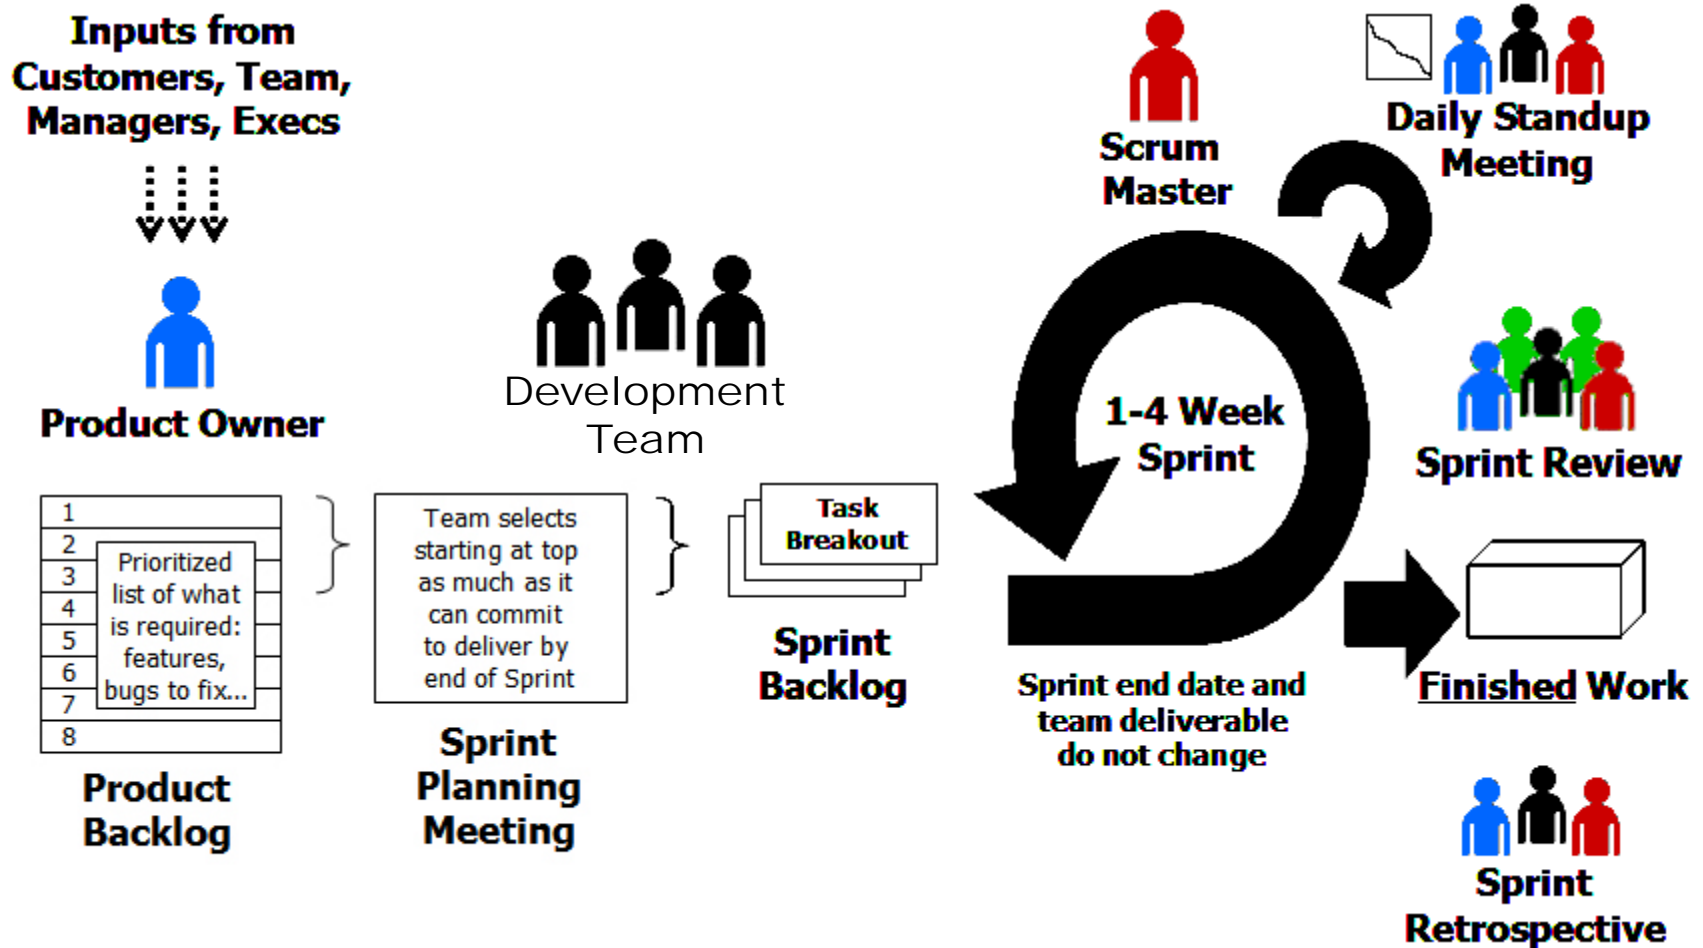 Inputs from
Customers, Team,
Managers, Execs
Product Owner
1
2
3
4
5
6
7
8
Prioritized
list of what
is required:
features,
bugs to fix...
Product
Backlog
Team selects
starting at top
as much as it
can commit
to deliver by
end of Sprint
Sprint
Planning
Meeting
Development
Team
Task
Breakout
Sprint
Backlog
Scrum
Master
1-4 Week
Sprint
Sprint end date and
team deliverable
do not change
Daily Standup
Meeting
Sprint Review
Finished Work
Sprint
Retrospective